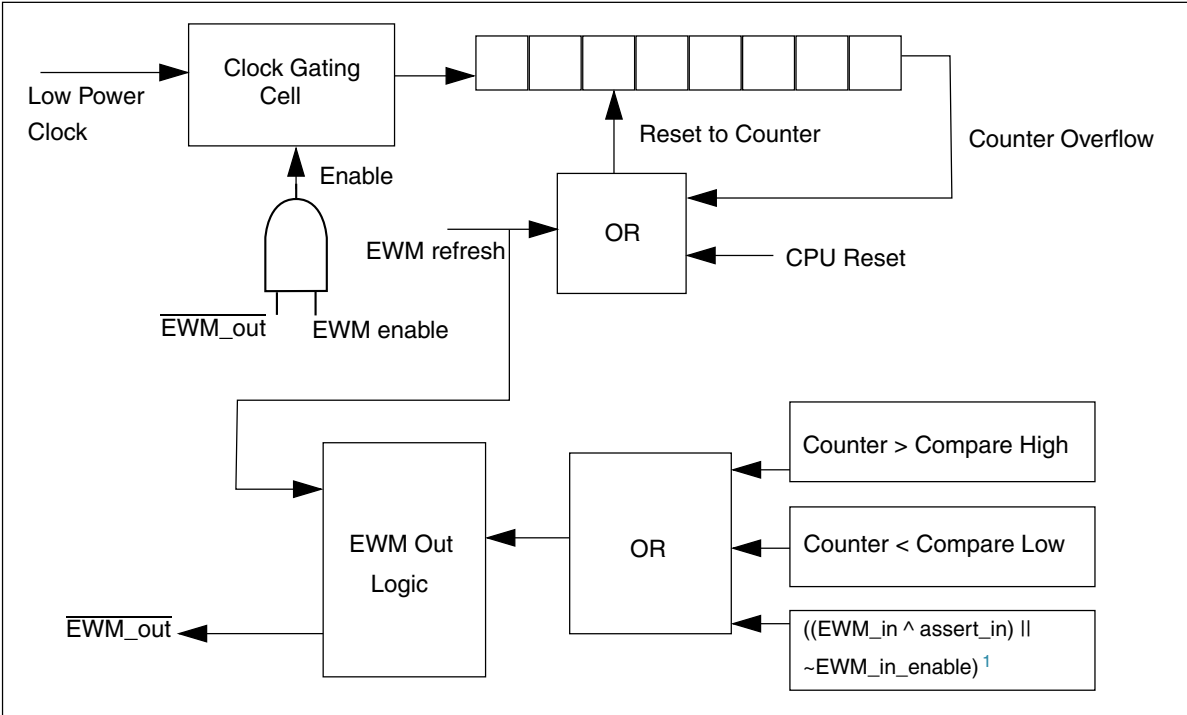 Low Power
Clock
Clock Gating
Cell
Enable
EWM_out
EWM enable
Reset to Counter
Counter Overflow
EWM refresh
OR
CPU Reset
EWM Out
Logic
EWM_out
OR
Counter > Compare High
Counter < Compare Low
((EWM_in ^ assert_in) ||
~EWM_in_enable) 1